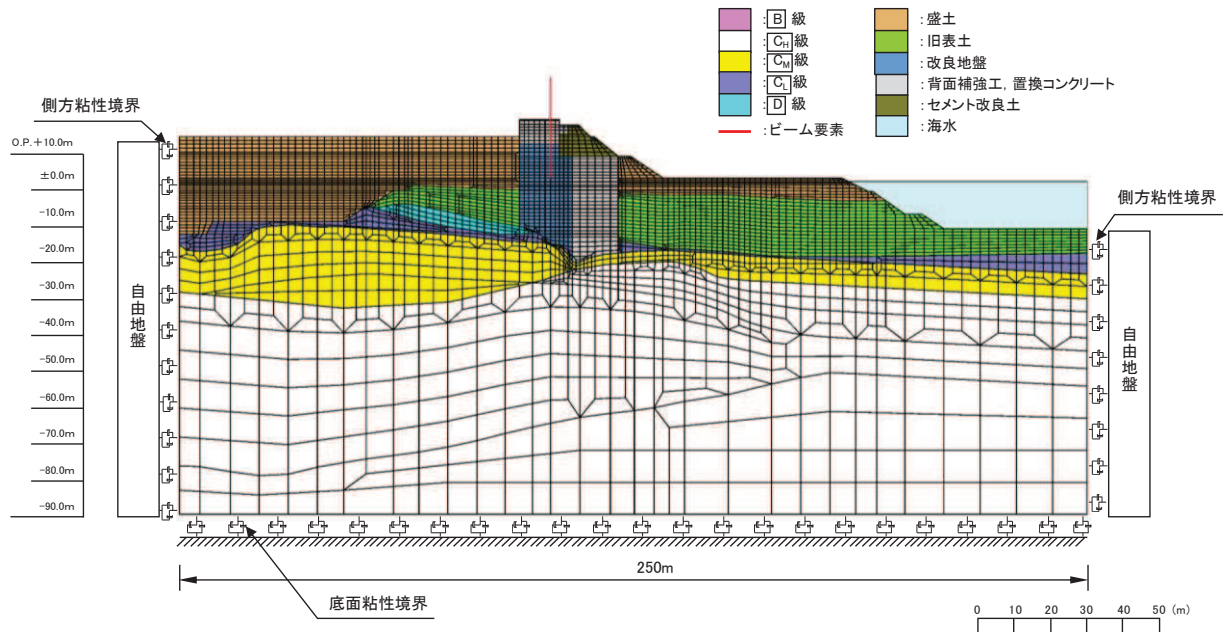 B 級
CH 級
CM 級
CL 級
D 級
:ビーム要素
:盛土
:旧表土
:改良地盤
:背面補強工, 置換コンクリート
:セメント改良土
:海水
側方粘性境界
O.P.+10.0m
±0.0m
-10.0m
-20.0m
-30.0m
-40.0m
-50.0m
-60.0m
-70.0m
-80.0m
-90.0m
自由地盤
側方粘性境界
自由地盤
250m
底面粘性境界
0 10 20 30 40 50 (m)